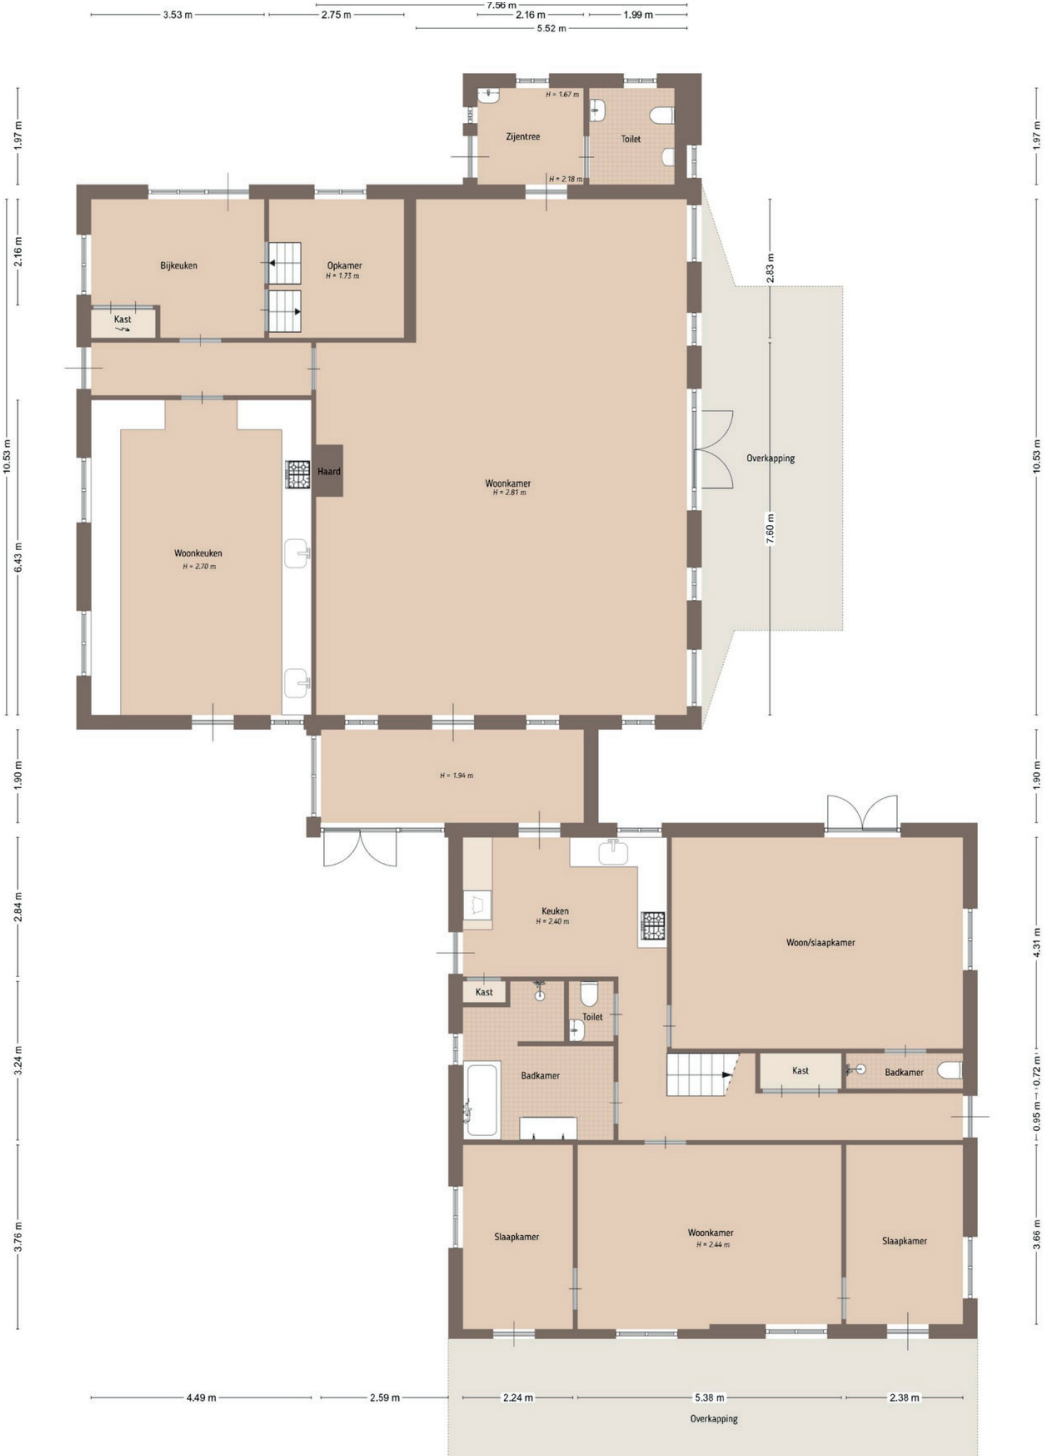 7.56 m
3.53 m
2.75 m
2.16 m
1.99 m
5.52 m
1.97 m
H = 1.67 m
Zijentree
Toilet
H = 2.18 m
1.97 m
2.16 m
Bijkeuken
Opkamer
H = 1.73 m
2.83 m
Kast
10.53 m
Haard
Overkapping
10.53 m
Woonkamer
H = 2.81 m
6.43 m
Woonkeuken
H = 2.70 m
7.60 m
1.90 m
H = 1.94 m
1.90 m
2.84 m
Keuken
H = 2.40 m
Woon/slaapkamer
4.31 m
Kast
Toilet
3.24 m
Badkamer
Kast
Badkamer
0.72 m
0.95 m
3.76 m
Slaapkamer
Woonkamer
H = 2.44 m
Slaapkamer
3.66 m
4.49 m
2.59 m
2.24 m
5.38 m
2.38 m
Overkapping